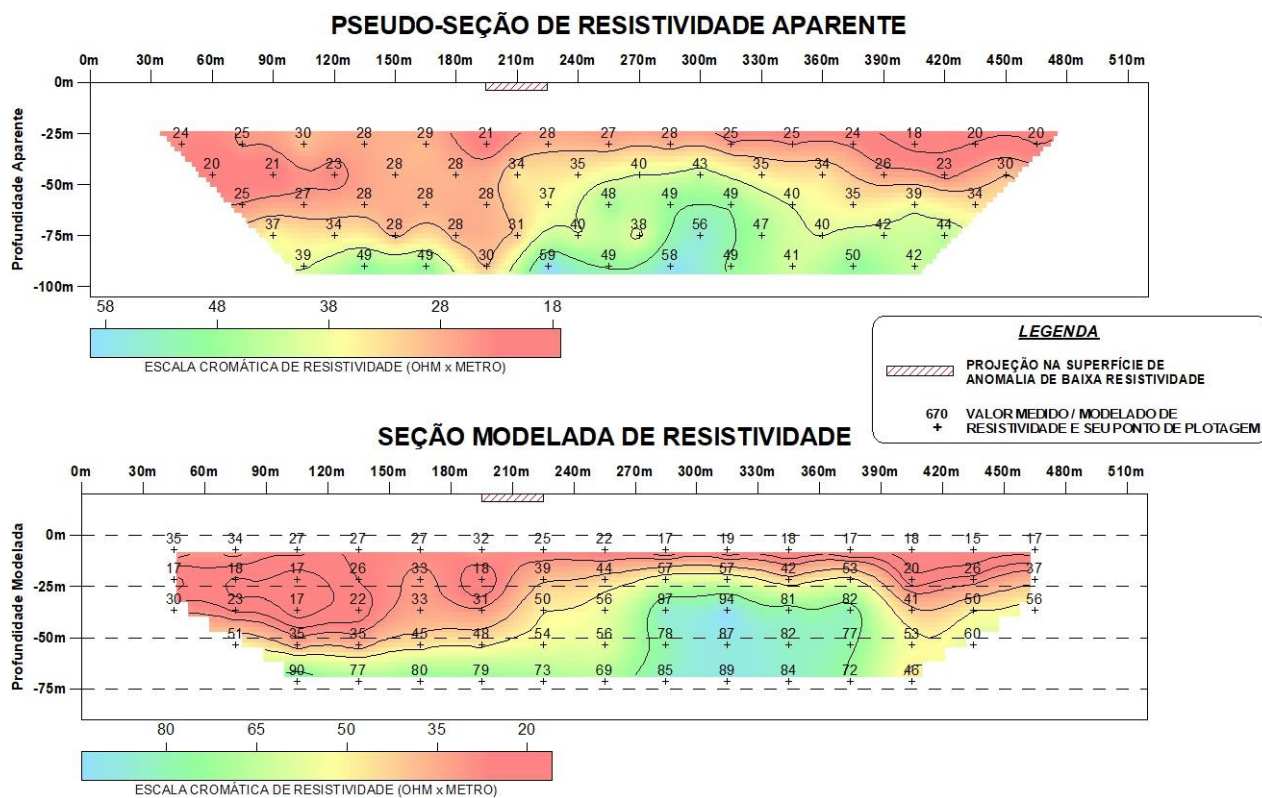 PSEUDO-SEÇÃO DE RESISTIVIDADE APARENTE
0m 30m 60m 90m 120m 150m 180m 210m 240m 270m 300m 330m 360m 390m 420m 450m 480m 510m
0m
-25m
-50m
-75m
-100m
Profundidade Aparente
24 25 30 28 29 21 28 27 28 25 25 24 18 20 20
20 21 23 28 28 34 35 40 43 35 34 26 23 30
25 27 28 28 28 37 48 49 49 40 35 39 34
37 34 28 28 31 40 38 56 47 40 42 44
39 49 49 30 59 49 58 49 41 50 42
58 48 38 28 18
ESCALA CROMÁTICA DE RESISTIVIDADE (OHM x METRO)
LEGENDA
PROJEÇÃO NA SUPERFÍCIE DE
ANOMALIA DE BAIXA RESISTIVIDADE
670 VALOR MEDIDO / MODELADO DE
+ RESISTIVIDADE E SEU PONTO DE PLOTAGEM
SEÇÃO MODELADA DE RESISTIVIDADE
0m 30m 60m 90m 120m 150m 180m 210m 240m 270m 300m 330m 360m 390m 420m 450m 480m 510m
0m
-25m
-50m
-75m
Profundidade Modelada
35 34 27 27 27 32 25 22 17 19 18 17 18 15 17
17 18 17 26 33 18 39 44 57 57 42 53 20 26 37
30 23 17 22 33 31 50 56 87 94 81 82 41 50 56
51 35 35 45 48 54 56 78 87 82 77 53 60
90 77 80 79 73 69 85 89 84 72 46
80 65 50 35 20
ESCALA CROMÁTICA DE RESISTIVIDADE (OHM x METRO)